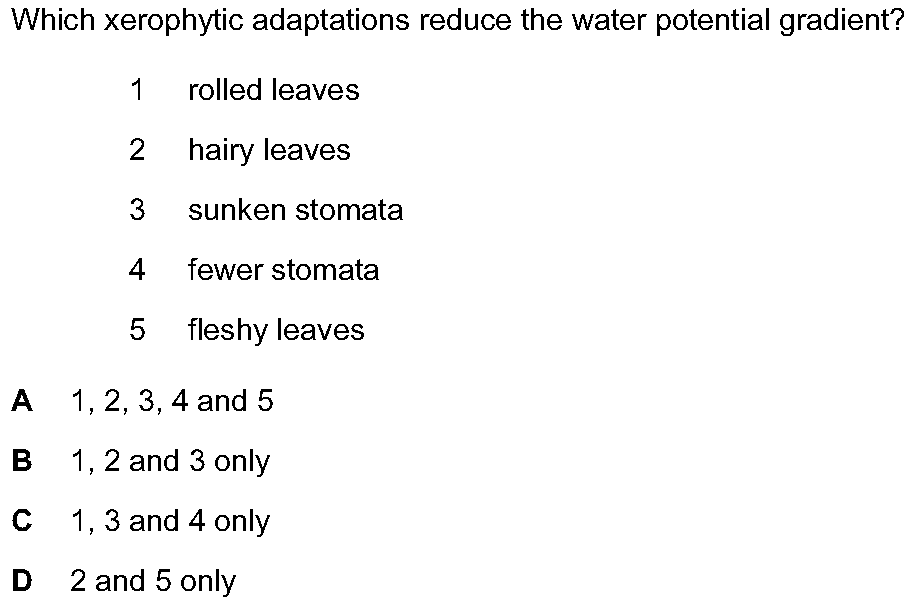 Which xerophytic adaptations reduce the water potential gradient?
1 rolled leaves
2 hairy leaves
3 sunken stomata
4 fewer stomata
5 fleshy leaves
A 1, 2, 3, 4 and 5
B 1, 2 and 3 only
C 1, 3 and 4 only
D 2 and 5 only